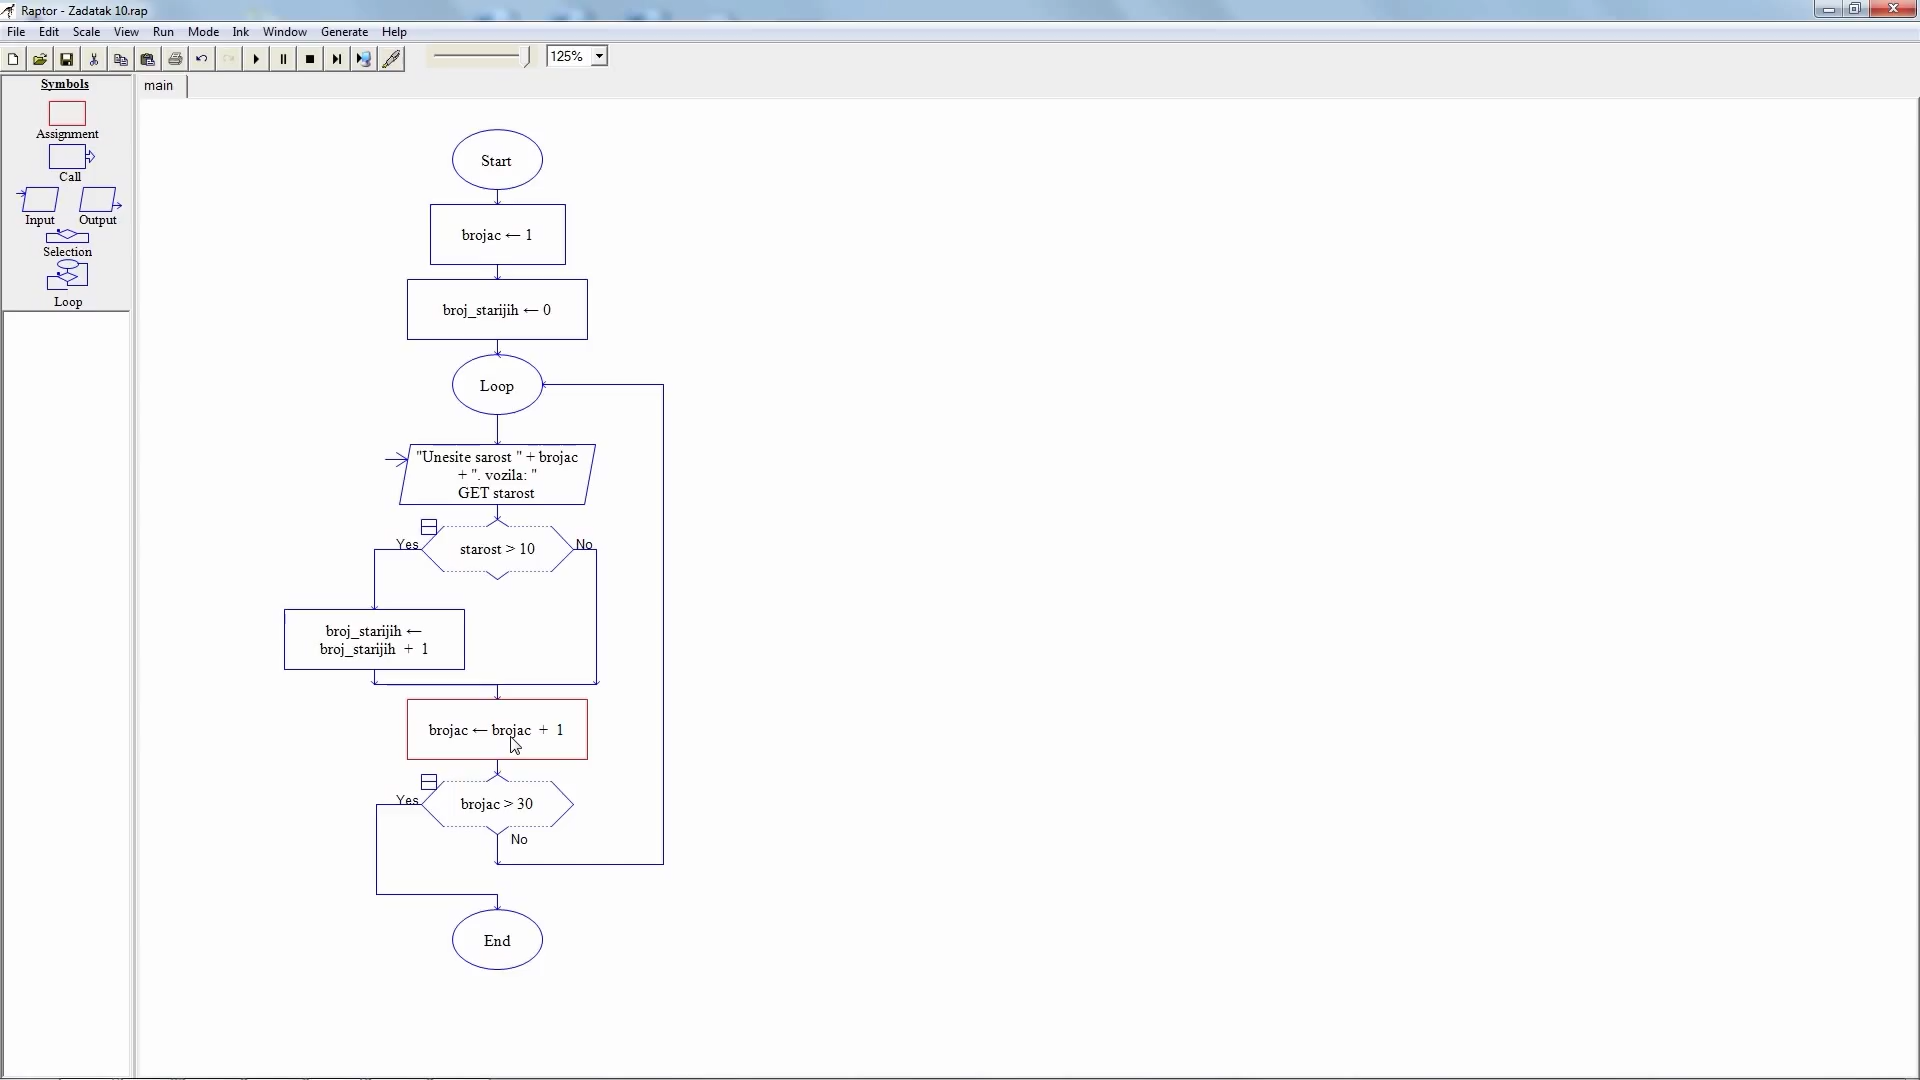 Raptor - Zadatak 10.rap
File Edit Scale View Run Mode Ink Window Generate Help
125%
Symbols
main
Assignment
Call
Input Output
Selection
Loop
Start
brojac ← 1
broj_starijih ← 0
Loop
"Unesite sarost " + brojac
+ ". vozila: "
GET starost
Yes starost > 10 No
broj_starijih ←
broj_starijih + 1
brojac ← brojac + 1
Yes brojac > 30
No
End